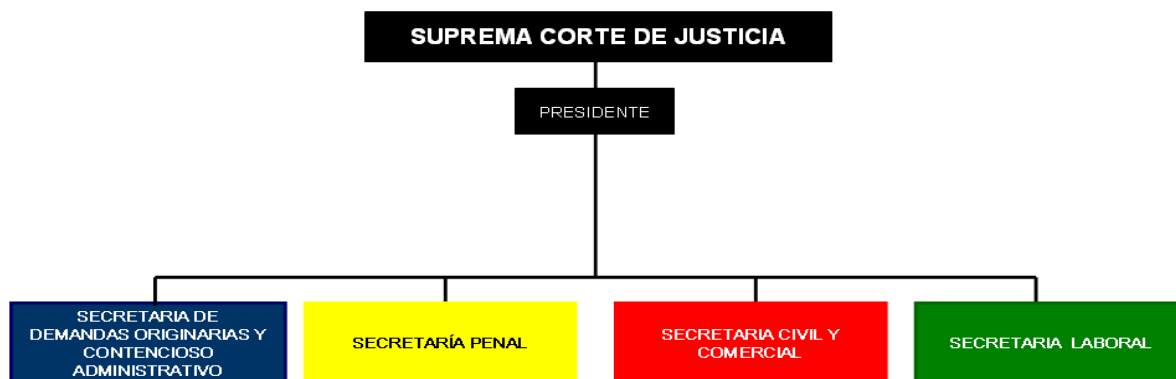 SUPREMA CORTE DE JUSTICIA
PRESIDENTE
SECRETARIA DE
DEMANDAS ORIGINARIAS Y
CONTENCIOSO
ADMINISTRATIVO
SECRETARÍA PENAL
SECRETARIA CIVIL Y
COMERCIAL
SECRETARIA LABORAL